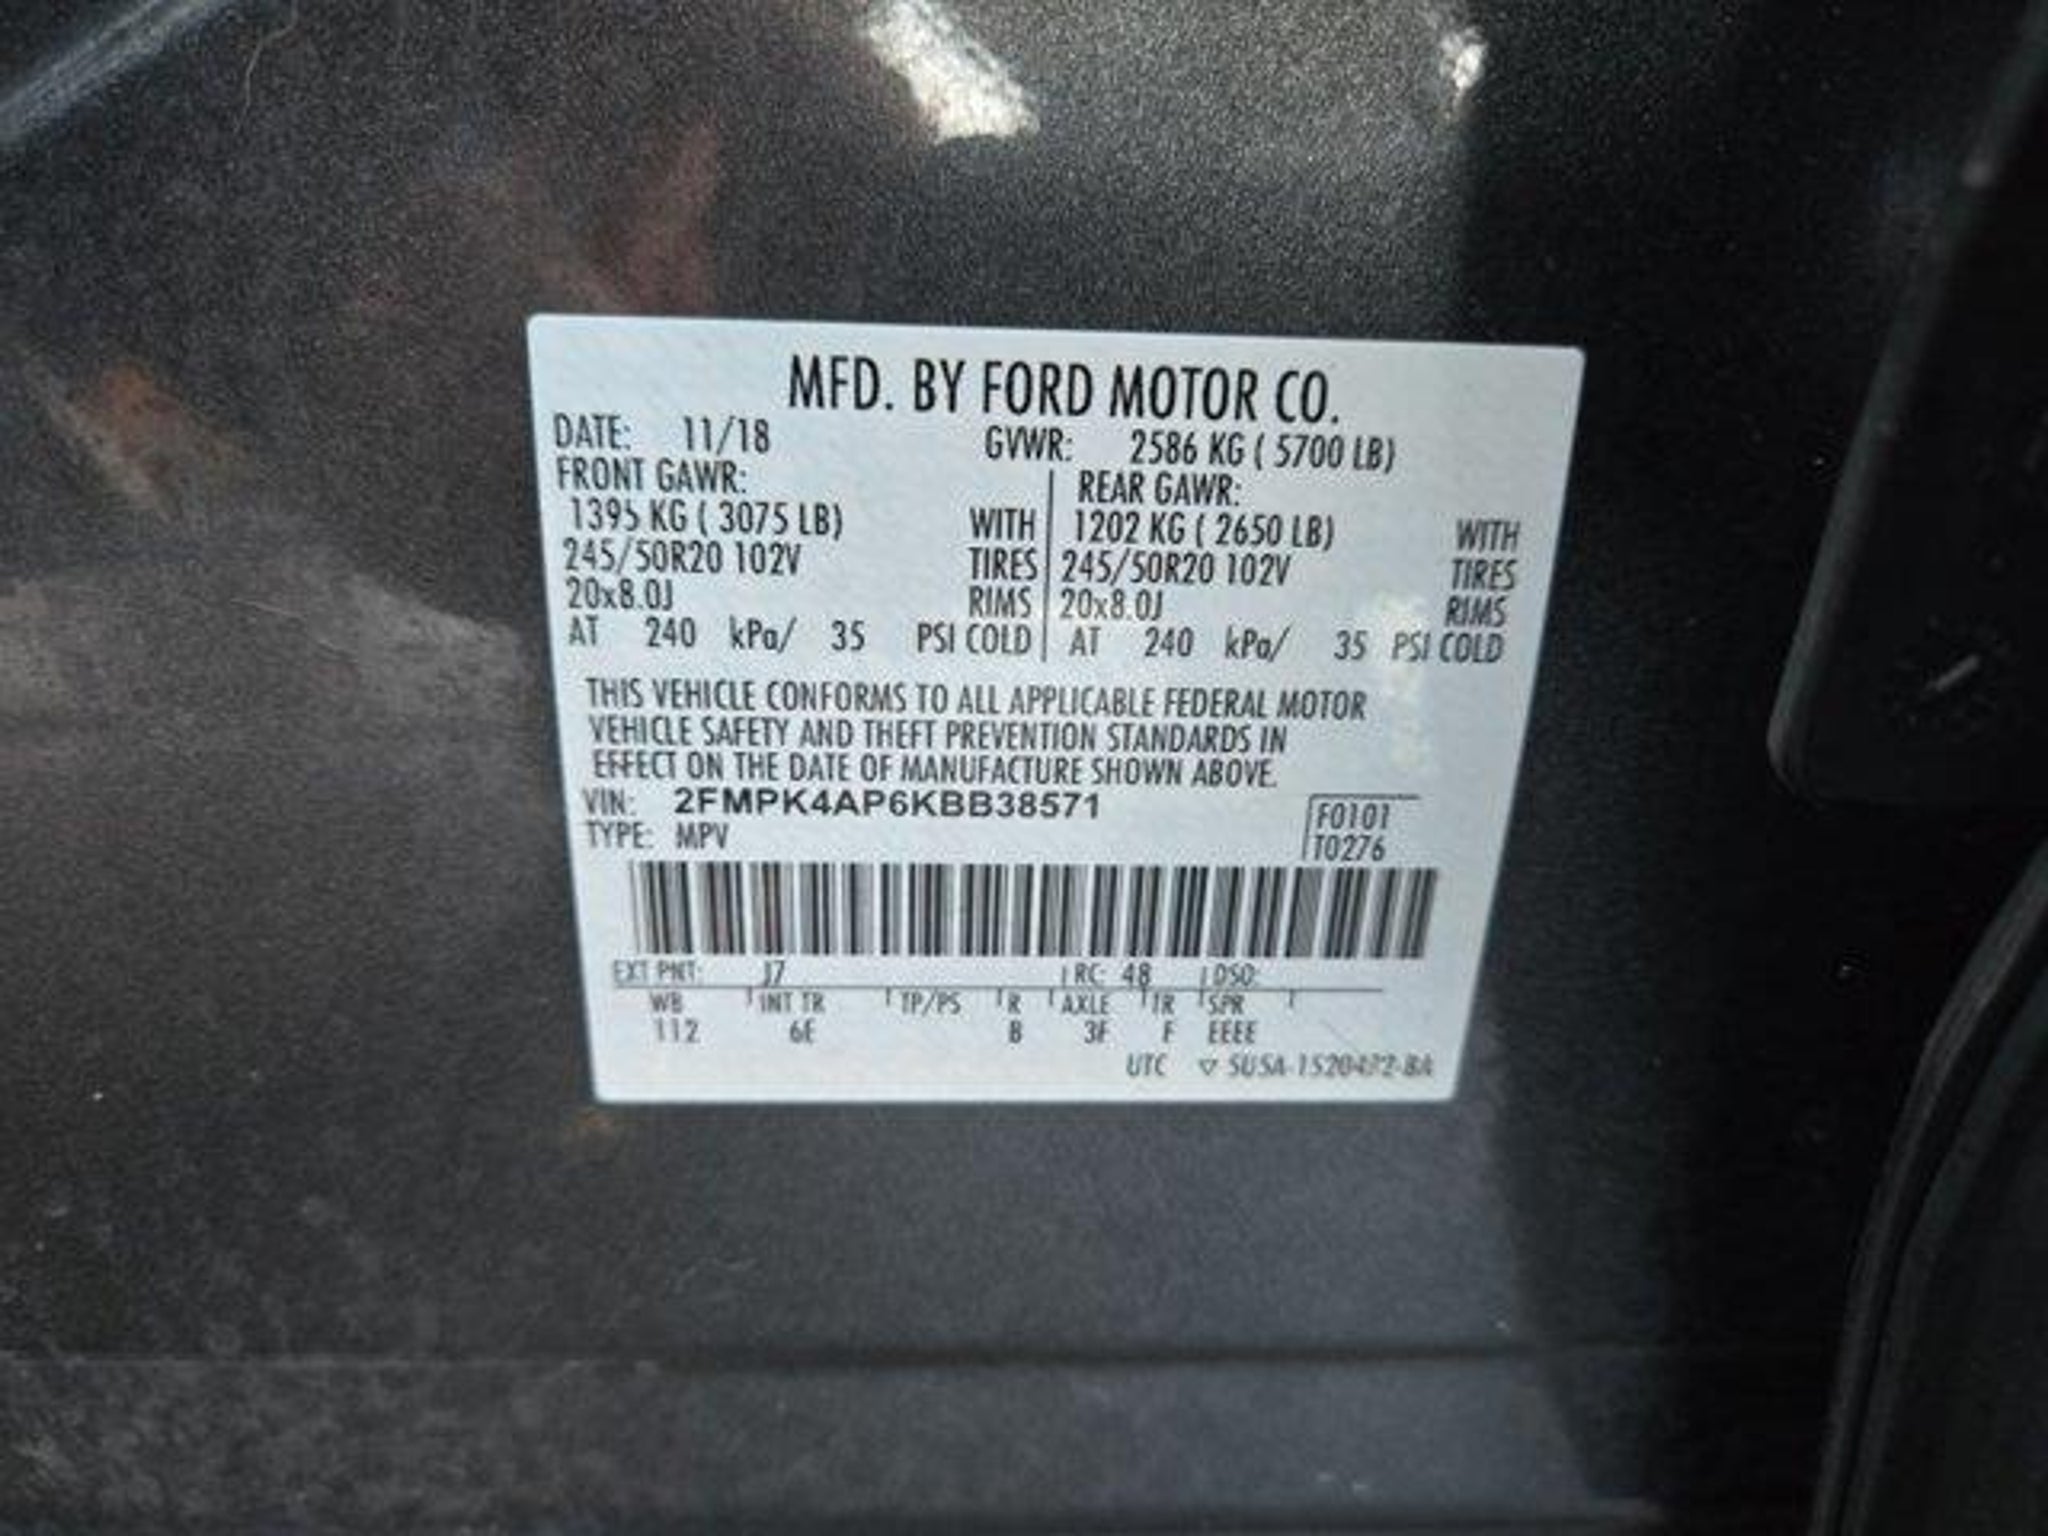 MFD. BY FORD MOTOR CO.
DATE: 11/18 GVWR: 2586 KG ( 5700 LB)
FRONT GAWR: REAR GAWR:
1395 KG ( 3075 LB) WITH 1202 KG ( 2650 LB) WITH
245/50R20 102V TIRES 245/50R20 102V TIRES
20x8.0J RIMS 20x8.0J RIMS
AT 240 kPa/ 35 PSI COLD AT 240 kPa/ 35 PSI COLD
THIS VEHICLE CONFORMS TO ALL APPLICABLE FEDERAL MOTOR
VEHICLE SAFETY AND THEFT PREVENTION STANDARDS IN
EFFECT ON THE DATE OF MANUFACTURE SHOWN ABOVE.
VIN: 2FMPK4AP6KBB38571 F0101
TYPE: MPV T0276
EXT PNT: J7 RC: 48 DSO:
WB INT TR TP/PS R AXLE TR SPR
112 6E B 3F F EEEE
UTC ▽